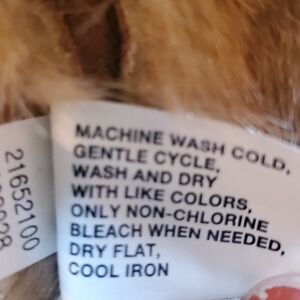 MACHINE WASH COLD,
GENTLE CYCLE,
WASH AND DRY
WITH LIKE COLORS,
ONLY NON-CHLORINE
BLEACH WHEN NEEDED,
DRY FLAT,
COOL IRON
21652100